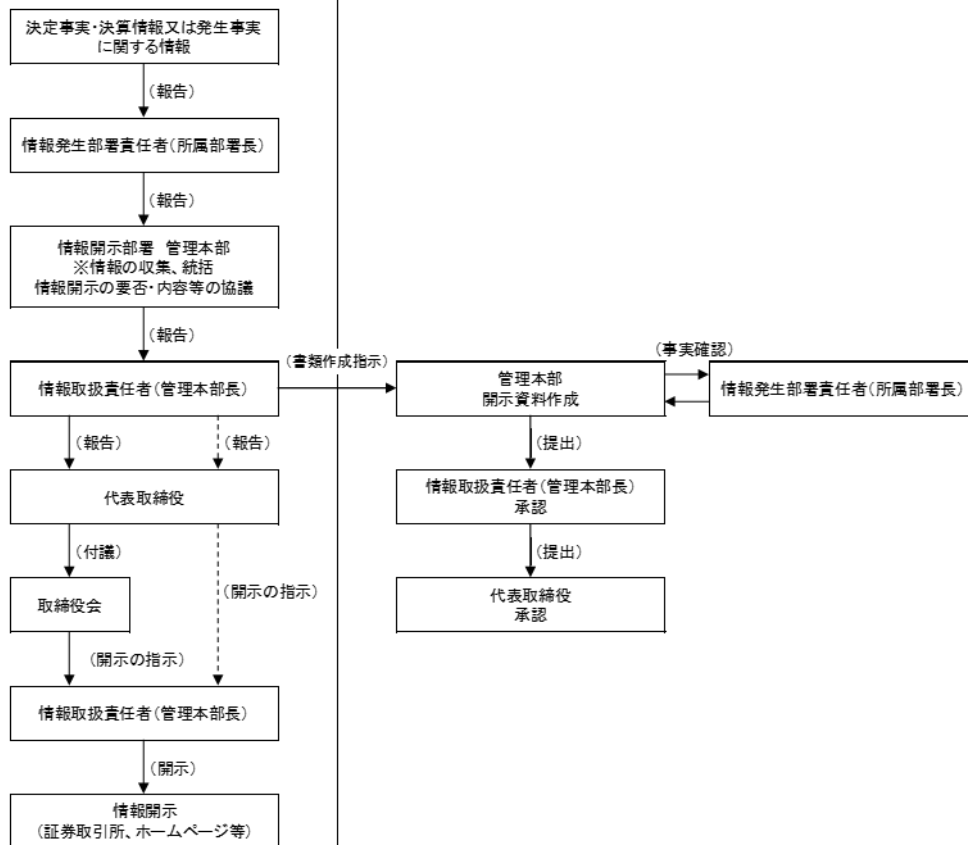 決定事実・決算情報又は発生事実
に関する情報
（報告）
情報発生部署責任者（所属部署長）
（報告）
情報開示部署　管理本部
※情報の収集、統括
情報開示の要否・内容等の協議
（報告）
情報取扱責任者（管理本部長）
（報告）
（報告）
代表取締役
（付議）
（開示の指示）
取締役会
（開示の指示）
情報取扱責任者（管理本部長）
（開示）
情報開示
（証券取引所、ホームページ等）
（書類作成指示）
管理本部
開示資料作成
（事実確認）
情報発生部署責任者（所属部署長）
（提出）
情報取扱責任者（管理本部長）
承認
（提出）
代表取締役
承認